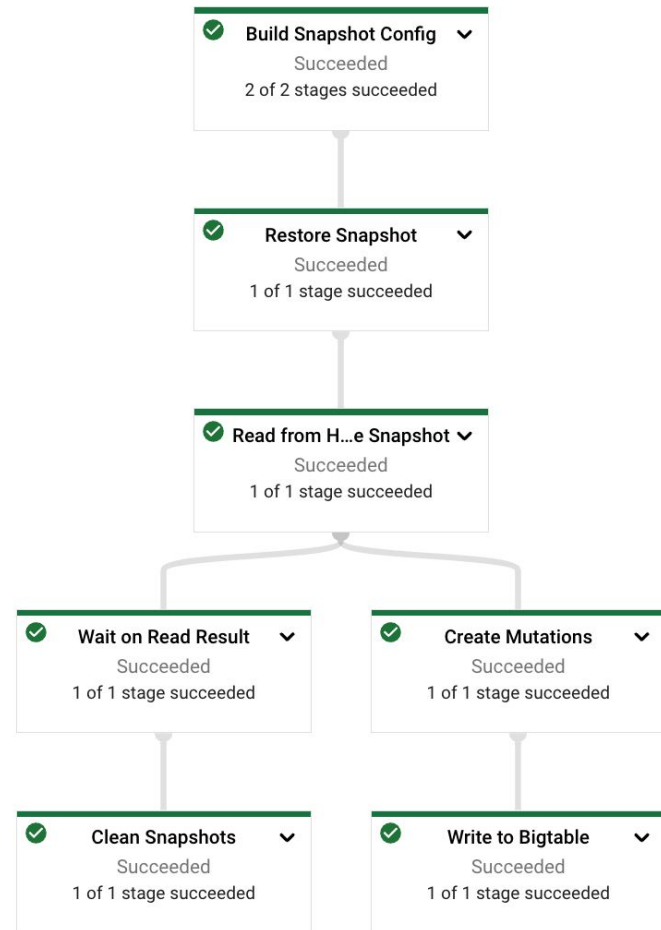 Build Snapshot Config
Succeeded
2 of 2 stages succeeded
Restore Snapshot
Succeeded
1 of 1 stage succeeded
Read from H...e Snapshot
Succeeded
1 of 1 stage succeeded
Wait on Read Result
Succeeded
1 of 1 stage succeeded
Create Mutations
Succeeded
1 of 1 stage succeeded
Clean Snapshots
Succeeded
1 of 1 stage succeeded
Write to Bigtable
Succeeded
1 of 1 stage succeeded